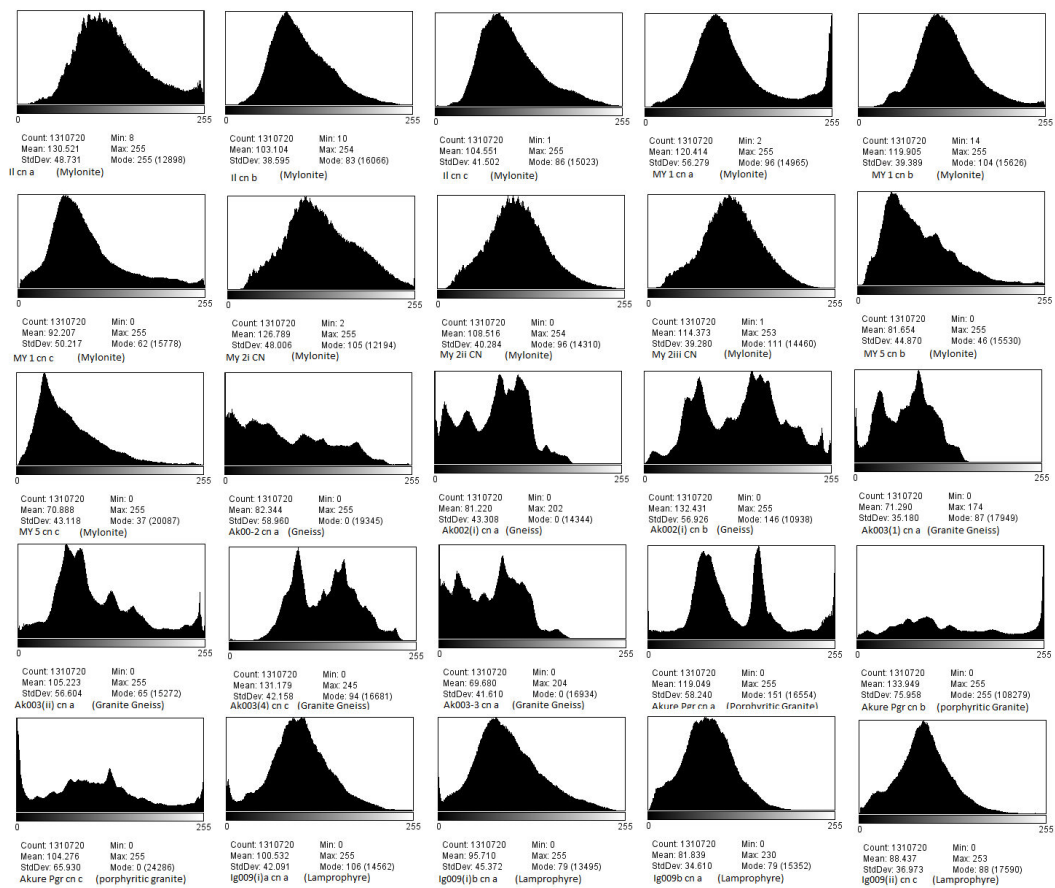 0 255 0 255 0 255 0 255 0 255
Count: 1310720 Min: 8
Mean: 130.521 Max: 255
StdDev: 48.731 Mode: 255 (12898)
Il cn a (Mylonite)
Count: 1310720 Min: 10
Mean: 103.104 Max: 254
StdDev: 38.595 Mode: 83 (16066)
Il cn b (Mylonite)
Count: 1310720 Min: 1
Mean: 104.551 Max: 255
StdDev: 41.502 Mode: 86 (15023)
Il cn c (Mylonite)
Count: 1310720 Min: 2
Mean: 120.414 Max: 255
StdDev: 56.279 Mode: 96 (14965)
MY 1 cn a (Mylonite)
Count: 1310720 Min: 14
Mean: 119.905 Max: 255
StdDev: 39.389 Mode: 104 (15626)
MY 1 cn b (Mylonite)
0 255 0 255 0 255 0 255 0 255
Count: 1310720 Min: 0
Mean: 92.207 Max: 255
StdDev: 50.217 Mode: 62 (15778)
MY 1 cn c (Mylonite)
Count: 1310720 Min: 2
Mean: 126.789 Max: 255
StdDev: 48.006 Mode: 105 (12194)
My 2i CN (Mylonite)
Count: 1310720 Min: 0
Mean: 108.516 Max: 254
StdDev: 40.284 Mode: 96 (14310)
My 2ii CN (Mylonite)
Count: 1310720 Min: 1
Mean: 114.373 Max: 253
StdDev: 39.280 Mode: 111 (14460)
My 2iii CN (Mylonite)
Count: 1310720 Min: 0
Mean: 81.654 Max: 255
StdDev: 44.870 Mode: 46 (15530)
MY 5 cn b (Mylonite)
0 255 0 255 0 255 0 255 0 255
Count: 1310720 Min: 0
Mean: 70.888 Max: 255
StdDev: 43.118 Mode: 37 (20087)
MY 5 cn c (Mylonite)
Count: 1310720 Min: 0
Mean: 82.344 Max: 255
StdDev: 58.960 Mode: 0 (19345)
Ak00-2 cn a (Gneiss)
Count: 1310720 Min: 0
Mean: 81.220 Max: 202
StdDev: 43.308 Mode: 0 (14344)
Ak002(i) cn a (Gneiss)
Count: 1310720 Min: 0
Mean: 132.431 Max: 255
StdDev: 56.926 Mode: 146 (10938)
Ak002(i) cn b (Gneiss)
Count: 1310720 Min: 0
Mean: 71.290 Max: 174
StdDev: 35.180 Mode: 87 (17949)
Ak003(1) cn a (Granite Gneiss)
0 255 0 255 0 255 0 255 0 255
Count: 1310720 Min: 0
Mean: 105.223 Max: 255
StdDev: 56.604 Mode: 65 (15272)
Ak003(ii) cn a (Granite Gneiss)
Count: 1310720 Min: 0
Mean: 131.179 Max: 245
StdDev: 42.158 Mode: 94 (16681)
Ak003(4) cn c (Granite Gneiss)
Count: 1310720 Min: 0
Mean: 69.680 Max: 204
StdDev: 41.610 Mode: 0 (16934)
Ak003-3 cn a (Granite Gneiss)
Count: 1310720 Min: 0
Mean: 119.049 Max: 255
StdDev: 58.240 Mode: 151 (16554)
Akure Pgr cn a (Porphyritic Granite)
Count: 1310720 Min: 0
Mean: 133.949 Max: 255
StdDev: 75.958 Mode: 255 (108279)
Akure Pgr cn b (porphyritic Granite)
0 255 0 255 0 255 0 255 0 255
Count: 1310720 Min: 0
Mean: 104.276 Max: 255
StdDev: 65.930 Mode: 0 (24286)
Akure Pgr cn c (porphyritic granite)
Count: 1310720 Min: 0
Mean: 100.532 Max: 255
StdDev: 42.091 Mode: 106 (14562)
Ig009(i)a cn a (Lamprophyre)
Count: 1310720 Min: 0
Mean: 95.710 Max: 255
StdDev: 45.372 Mode: 79 (13495)
Ig009(i)b cn a (Lamprophyre)
Count: 1310720 Min: 0
Mean: 81.839 Max: 230
StdDev: 34.610 Mode: 79 (15352)
Ig009b cn a (Lamprophyre)
Count: 1310720 Min: 0
Mean: 88.437 Max: 253
StdDev: 36.973 Mode: 88 (17590)
Ig009(ii) cn c (Lamprophyre)